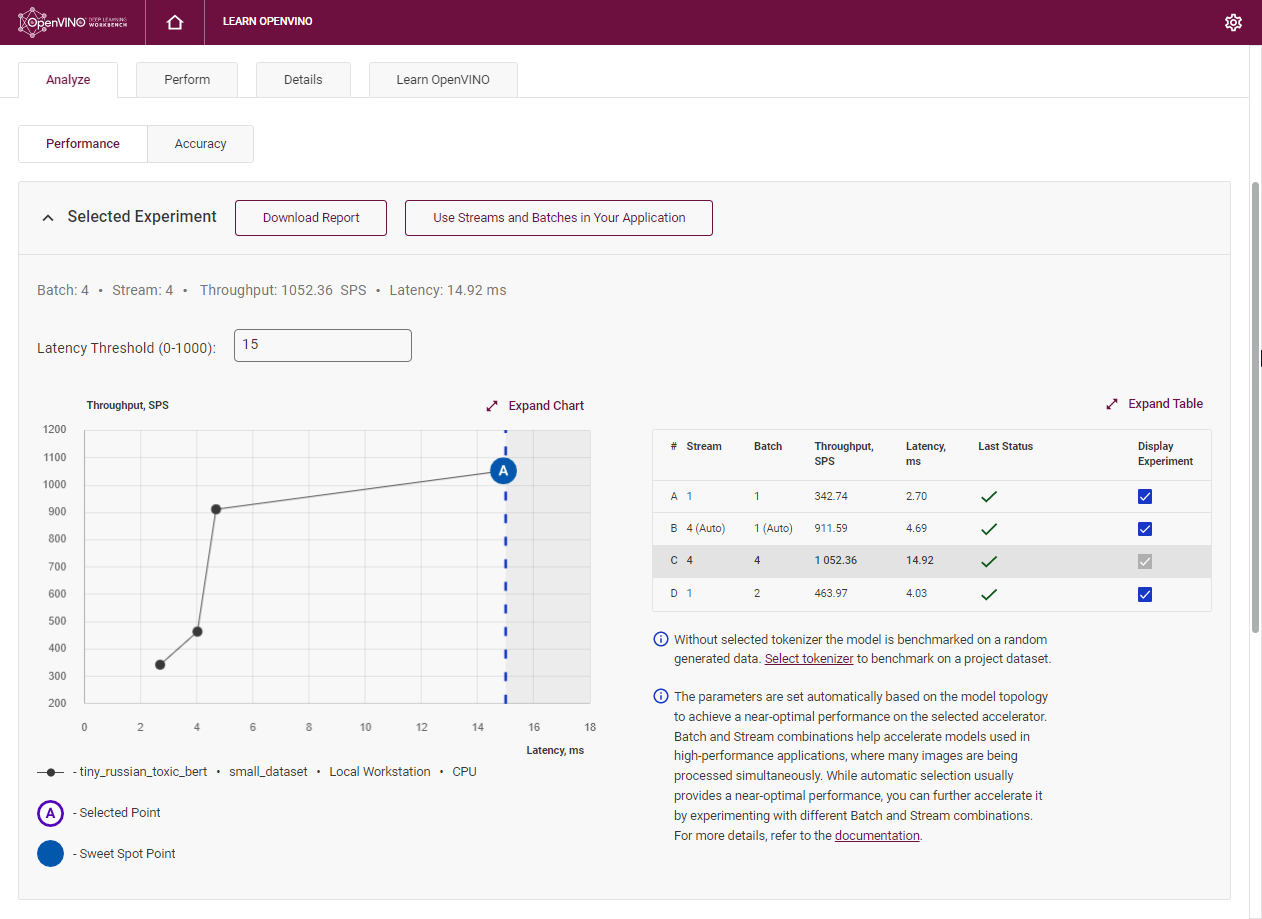 OpenVINO DEEP LEARNING WORKBENCH
LEARN OPENVINO
Analyze
Perform
Details
Learn OpenVINO
Performance
Accuracy
Selected Experiment
Download Report
Use Streams and Batches in Your Application
Batch: 4 • Stream: 4 • Throughput: 1052.36 SPS • Latency: 14.92 ms
Latency Threshold (0-1000):
15
Throughput, SPS
Expand Chart
1200
1100
1000
900
800
700
600
500
400
300
200
A
0 2 4 6 8 10 12 14 16 18
Latency, ms
- tiny_russian_toxic_bert • small_dataset • Local Workstation • CPU
A - Selected Point
- Sweet Spot Point
Expand Table
# Stream Batch Throughput, Latency, Last Status Display
SPS ms Experiment
A 1 1 342.74 2.70
B 4 (Auto) 1 (Auto) 911.59 4.69
C 4 4 1 052.36 14.92
D 1 2 463.97 4.03
Without selected tokenizer the model is benchmarked on a random
generated data. Select tokenizer to benchmark on a project dataset.
The parameters are set automatically based on the model topology
to achieve a near-optimal performance on the selected accelerator.
Batch and Stream combinations help accelerate models used in
high-performance applications, where many images are being
processed simultaneously. While automatic selection usually
provides a near-optimal performance, you can further accelerate it
by experimenting with different Batch and Stream combinations.
For more details, refer to the documentation.